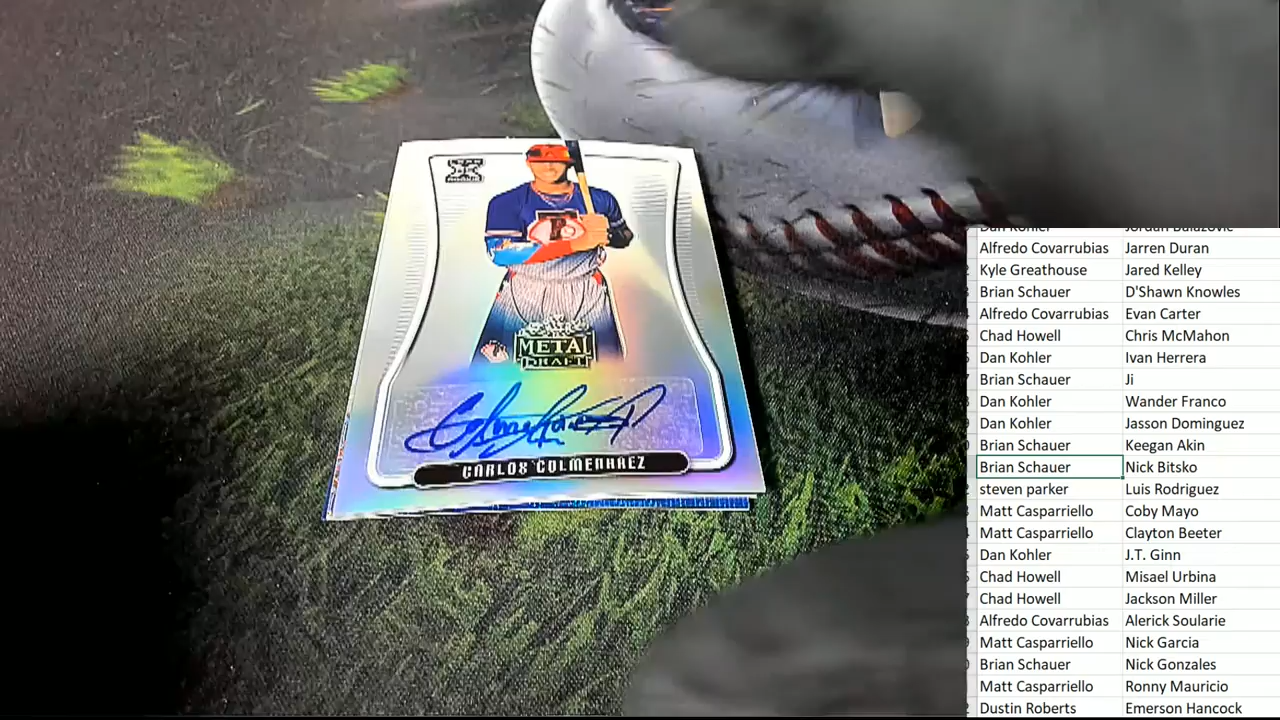 METAL
DRAFT
CARLOS COLMENAREZ
Alfredo Covarrubias Jarren Duran
Kyle Greathouse Jared Kelley
Brian Schauer D'Shawn Knowles
Alfredo Covarrubias Evan Carter
Chad Howell Chris McMahon
Dan Kohler Ivan Herrera
Brian Schauer Ji
Dan Kohler Wander Franco
Dan Kohler Jasson Dominguez
Brian Schauer Keegan Akin
Brian Schauer Nick Bitsko
steven parker Luis Rodriguez
Matt Casparriello Coby Mayo
Matt Casparriello Clayton Beeter
Dan Kohler J.T. Ginn
Chad Howell Misael Urbina
Chad Howell Jackson Miller
Alfredo Covarrubias Alerick Soularie
Matt Casparriello Nick Garcia
Brian Schauer Nick Gonzales
Matt Casparriello Ronny Mauricio
Dustin Roberts Emerson Hancock